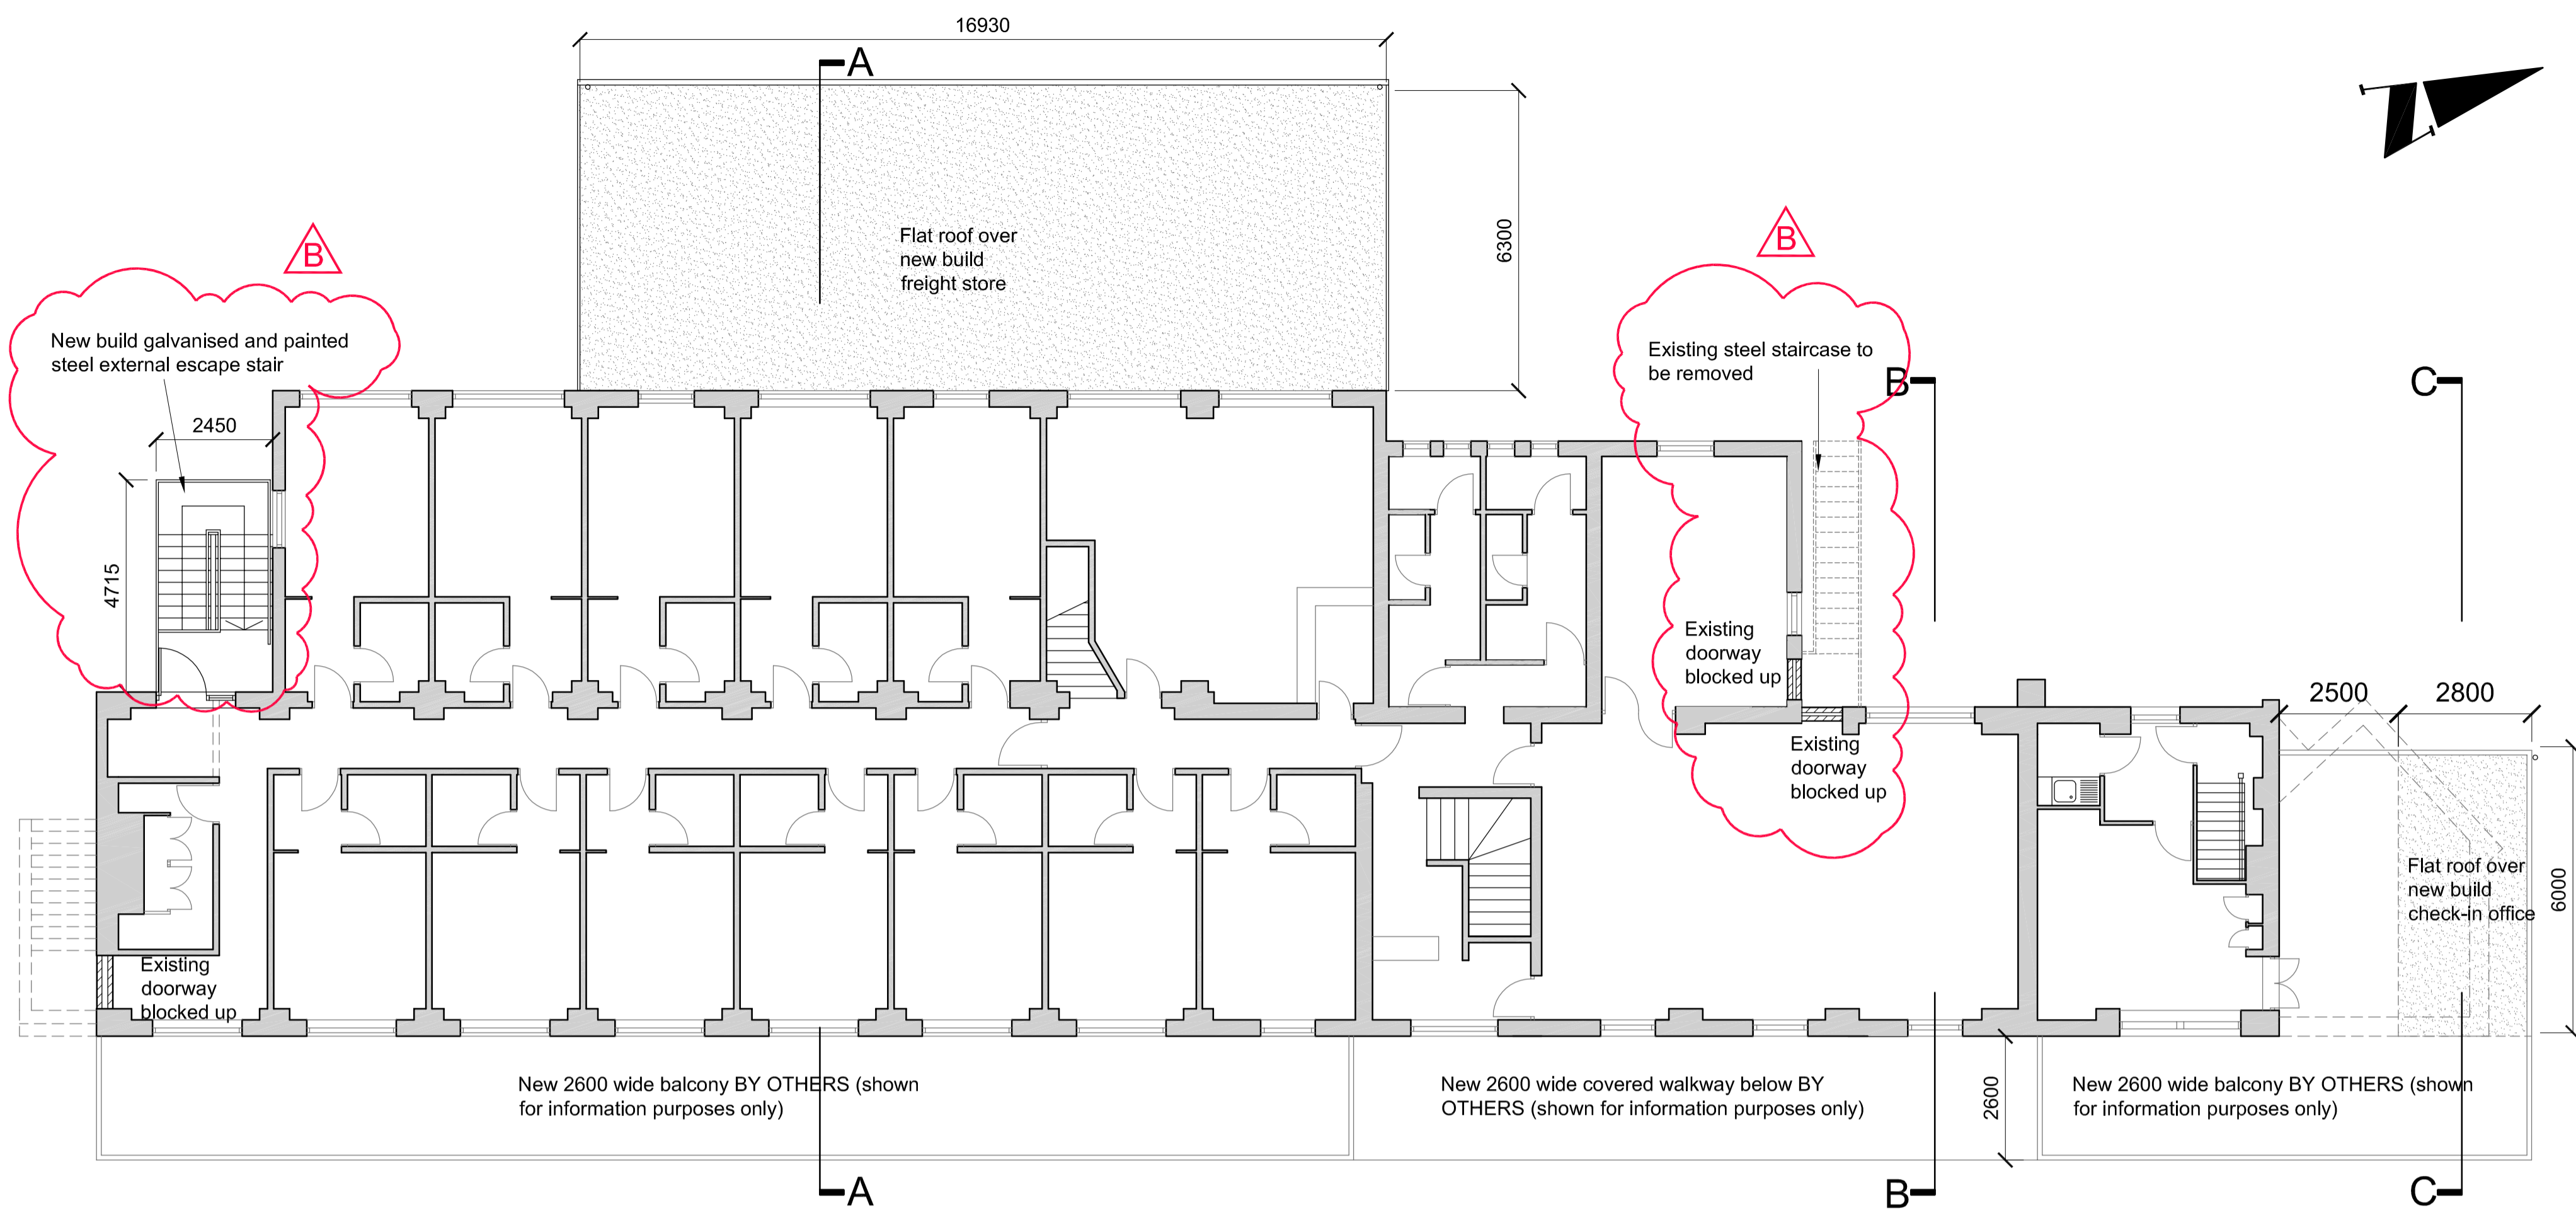 16930
A
B
B
Flat roof over
new build
freight store
6300
New build galvanised and painted
steel external escape stair
Existing steel staircase to
be removed
B
C
2450
4715
Existing
doorway
blocked up
2500
2800
Existing
doorway
blocked up
Flat roof over
new build
check-in office
6000
Existing
doorway
blocked up
New 2600 wide balcony BY OTHERS (shown
for information purposes only)
New 2600 wide covered walkway below BY
OTHERS (shown for information purposes only)
2600
New 2600 wide balcony BY OTHERS (shown
for information purposes only)
A
B
C